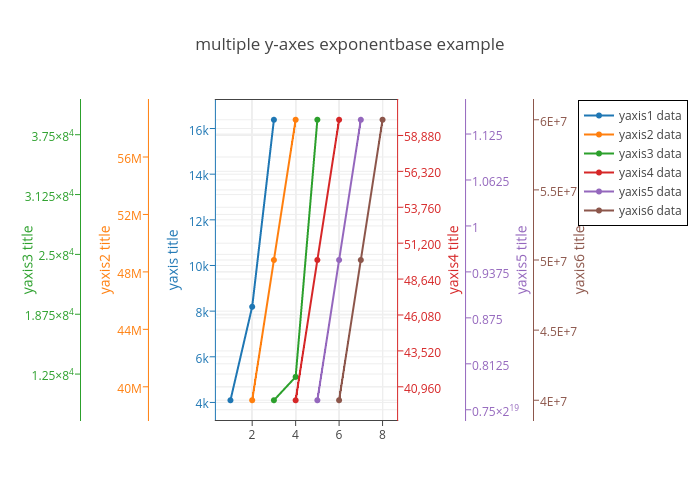 multiple y-axes exponentbase example
3.75×8⁴
3.125×8⁴
2.5×8⁴
1.875×8⁴
1.25×8⁴
yaxis3 title
56M
52M
48M
44M
40M
yaxis2 title
16k
14k
12k
10k
8k
6k
4k
yaxis title
2 4 6 8
58,880
56,320
53,760
51,200
48,640
46,080
43,520
40,960
yaxis4 title
1.125
1.0625
1
0.9375
0.875
0.8125
0.75×2¹⁹
yaxis5 title
6E+7
5.5E+7
5E+7
4.5E+7
4E+7
yaxis6 title
yaxis1 data
yaxis2 data
yaxis3 data
yaxis4 data
yaxis5 data
yaxis6 data